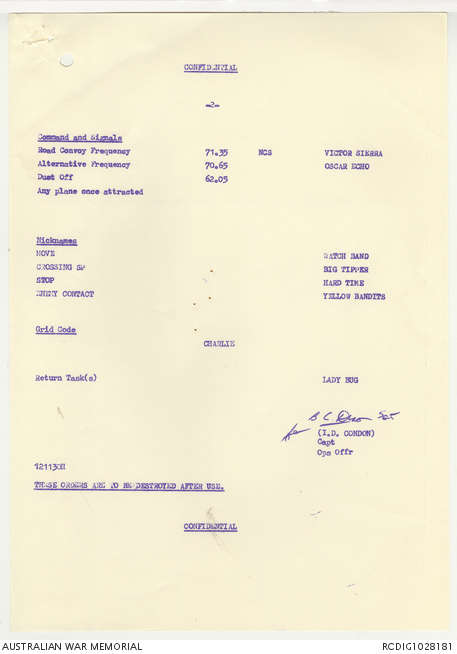 CONFIDENTIAL
-2-
Command and Signals
Road Convoy Frequency 71.35 NCS VICTOR SIERRA
Alternative Frequency 70.65 OSCAR ECHO
Dust Off 62.05
Any plane once attracted
Nicknames
MOVE WATCH BAND
CROSSING SP BIG TIPPER
STOP HARD TIME
ENEMY CONTACT YELLOW BANDITS
Grid Code
CHARLIE
Return Task(s) LADY BUG
for
(I.D. CONDON)
Capt
Ops Offr
121130H
THESE ORDERS ARE TO BE DESTROYED AFTER USE.
CONFIDENTIAL
AUSTRALIAN WAR MEMORIAL RCDIG1028181